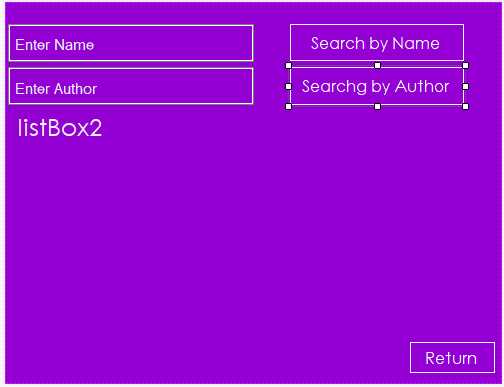 Enter Name
Search by Name
Enter Author
Searchg by Author
listBox2
Return